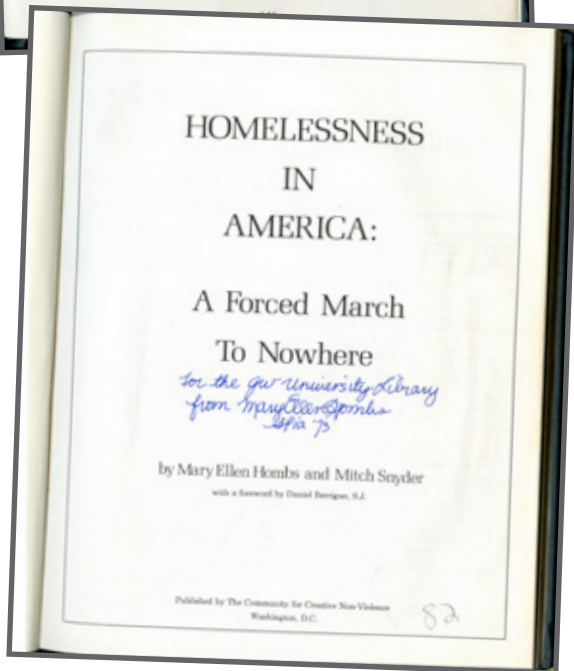 HOMELESSNESS
IN
AMERICA:
A Forced March
To Nowhere
for the GW University Library
from Mary Ellen Hombs
'73
by Mary Ellen Hombs and Mitch Snyder
with a foreword by Daniel Berrigan, S.J.
Published by The Community for Creative Non-Violence
Washington, D.C.
82